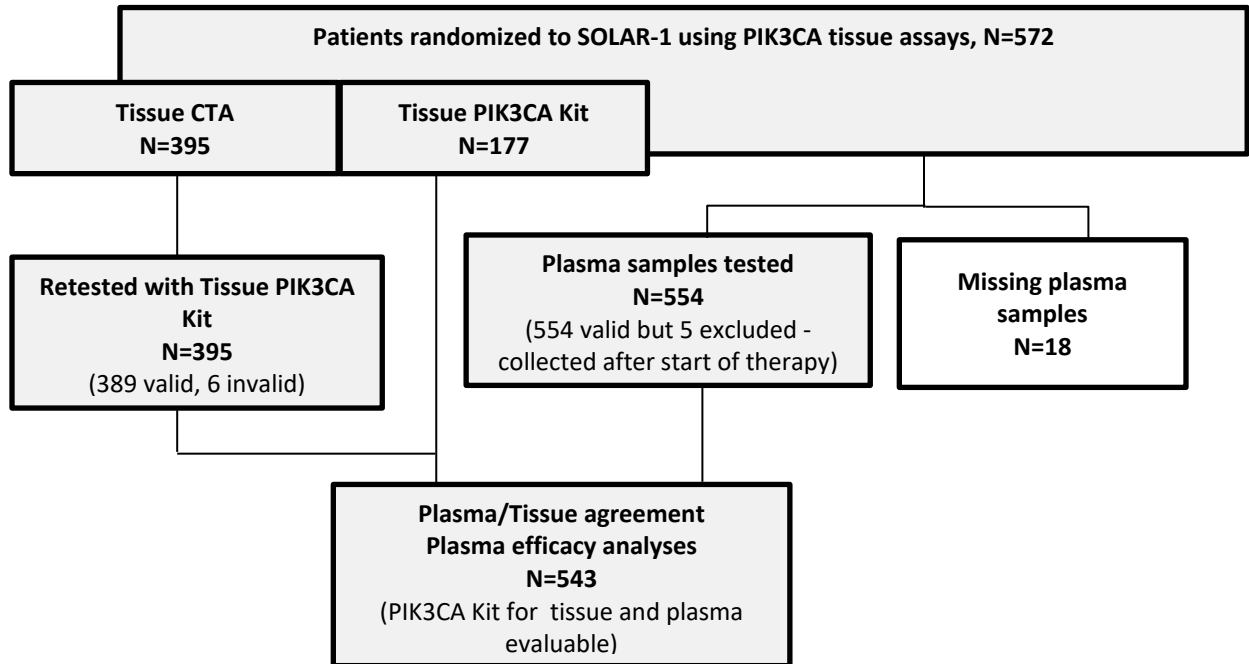 Patients randomized to SOLAR-1 using PIK3CA tissue assays, N=572
Tissue CTA
N=395
Tissue PIK3CA Kit
N=177
Retested with Tissue PIK3CA
Kit
N=395
(389 valid, 6 invalid)
Plasma samples tested
N=554
(554 valid but 5 excluded -
collected after start of therapy)
Missing plasma
samples
N=18
Plasma/Tissue agreement
Plasma efficacy analyses
N=543
(PIK3CA Kit for tissue and plasma
evaluable)